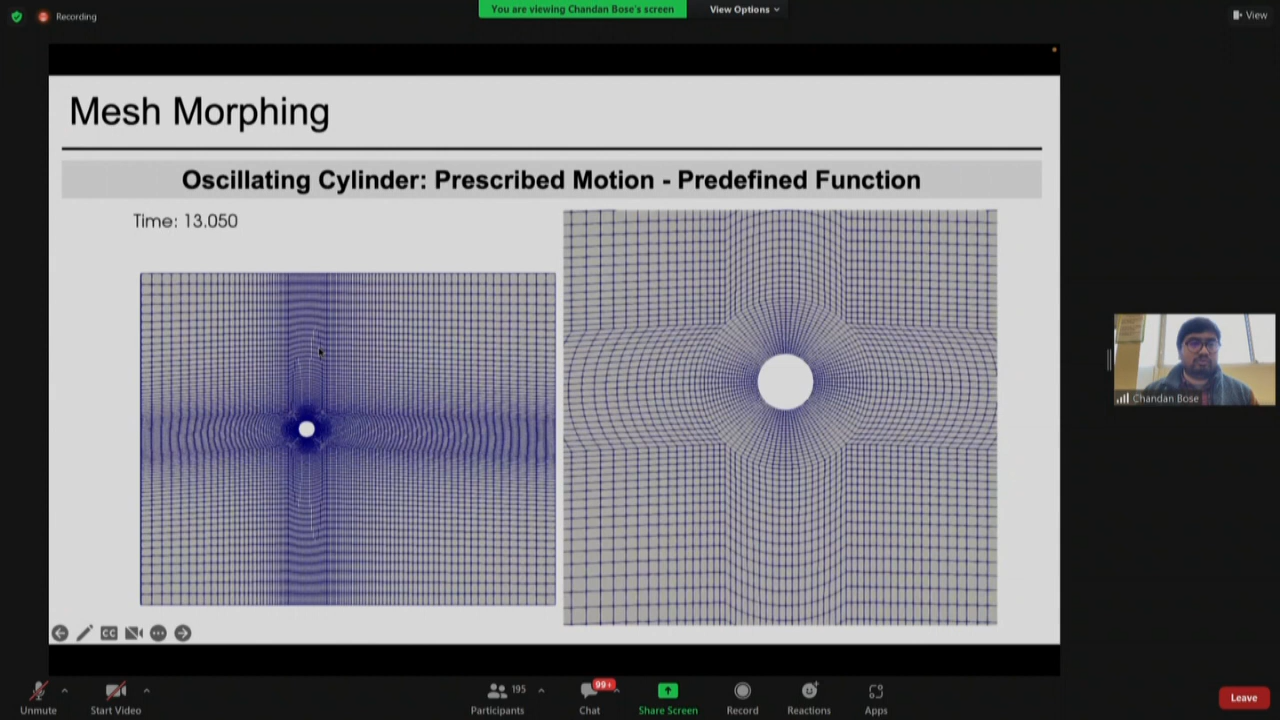 Recording
You are viewing Chandan Bose's screen
View Options
View
Mesh Morphing
Oscillating Cylinder: Prescribed Motion - Predefined Function
Time: 13.050
Chandan Bose
CC
Unmute
Start Video
195
Participants
99+
Chat
Share Screen
Record
Reactions
Apps
Leave